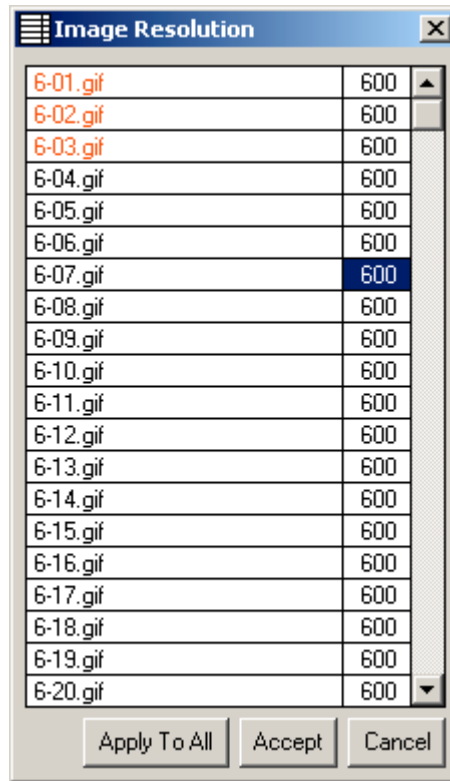 Image Resolution
6-01.gif 600
6-02.gif 600
6-03.gif 600
6-04.gif 600
6-05.gif 600
6-06.gif 600
6-07.gif 600
6-08.gif 600
6-09.gif 600
6-10.gif 600
6-11.gif 600
6-12.gif 600
6-13.gif 600
6-14.gif 600
6-15.gif 600
6-16.gif 600
6-17.gif 600
6-18.gif 600
6-19.gif 600
6-20.gif 600
Apply To All Accept Cancel